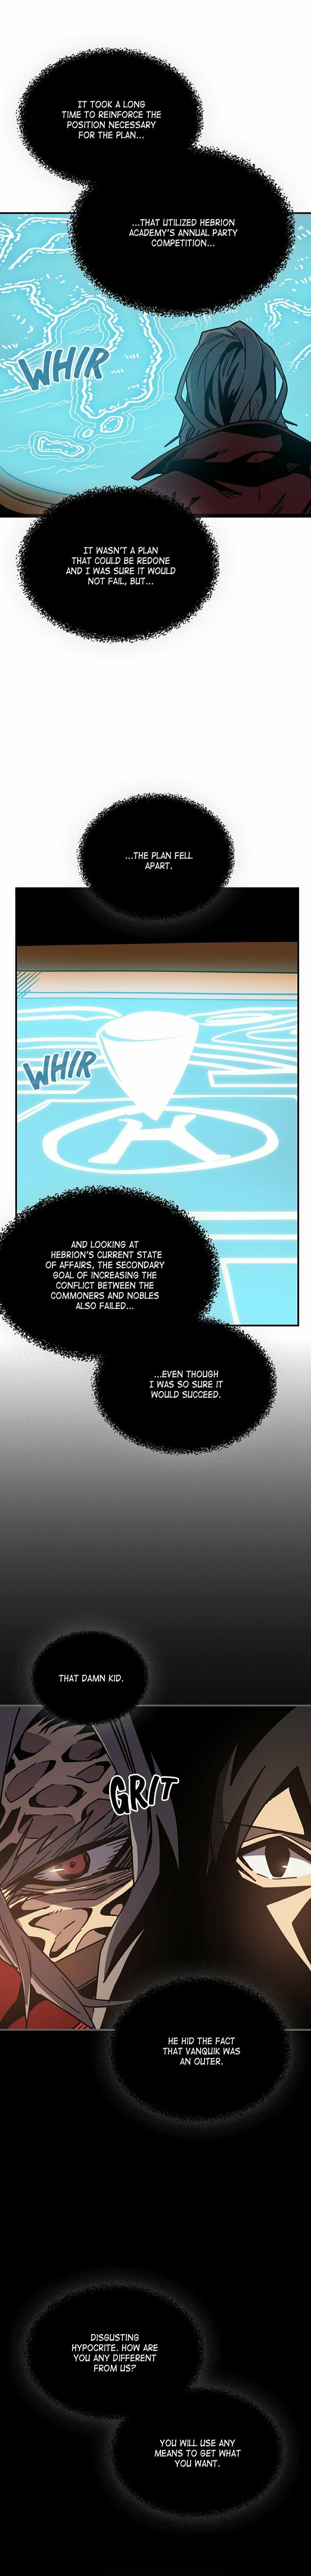 IT TOOK A LONG
TIME TO REINFORCE THE
POSITION NECESSARY
FOR THE PLAN...
...THAT UTILIZED HEBRION
ACADEMY'S ANNUAL PARTY
COMPETITION...
WHIR
IT WASN'T A PLAN
THAT COULD BE REDONE
AND I WAS SURE IT WOULD
NOT FAIL, BUT...
...THE PLAN FELL
APART.
WHIR
AND LOOKING AT
HEBRION'S CURRENT STATE
OF AFFAIRS, THE SECONDARY
GOAL OF INCREASING THE
CONFLICT BETWEEN THE
COMMONERS AND NOBLES
ALSO FAILED...
...EVEN THOUGH
I WAS SO SURE IT
WOULD SUCCEED.
THAT DAMN KID.
GRIT
HE HID THE FACT
THAT VANQUIK WAS
AN OUTER.
DISGUSTING
HYPOCRITE. HOW ARE
YOU ANY DIFFERENT
FROM US?
YOU WILL USE ANY
MEANS TO GET WHAT
YOU WANT.